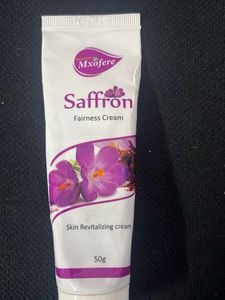 Mxofere
Saffron
Fairness Cream
Skin Revitalizing cream
50g